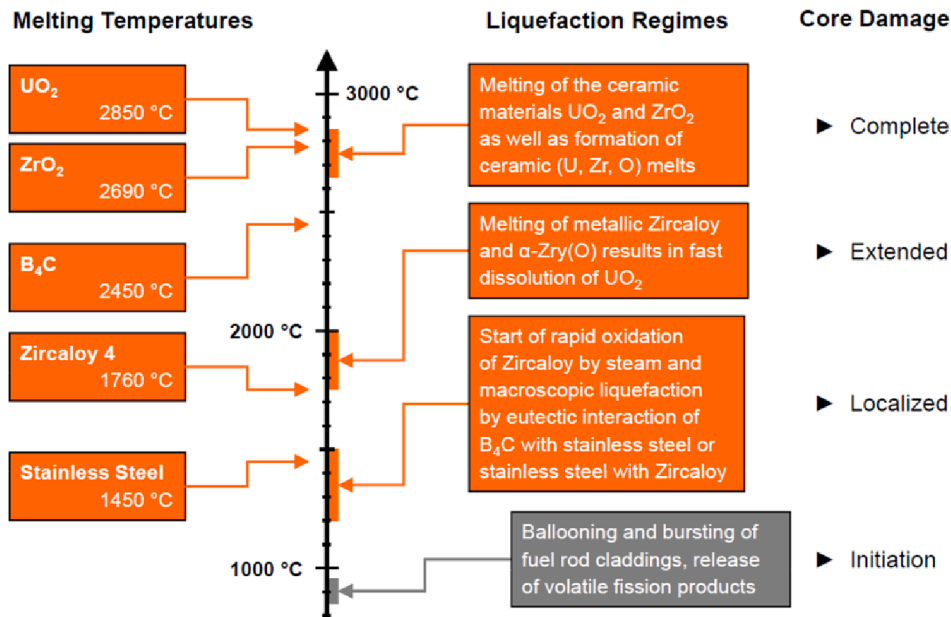 Melting Temperatures
Liquefaction Regimes
Core Damage
UO₂
2850 °C
ZrO₂
2690 °C
B₄C
2450 °C
Zircaloy 4
1760 °C
Stainless Steel
1450 °C
3000 °C
2000 °C
1000 °C
Melting of the ceramic
materials UO₂ and ZrO₂
as well as formation of
ceramic (U, Zr, O) melts
► Complete
Melting of metallic Zircaloy
and α-Zry(O) results in fast
dissolution of UO₂
► Extended
Start of rapid oxidation
of Zircaloy by steam and
macroscopic liquefaction
by eutectic interaction of
B₄C with stainless steel or
stainless steel with Zircaloy
► Localized
Ballooning and bursting of
fuel rod claddings, release
of volatile fission products
► Initiation